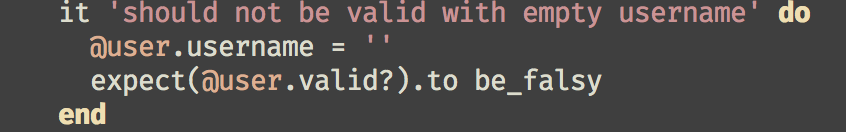 it 'should not be valid with empty username' do
@user.username = ''
expect(@user.valid?).to be_falsy
end